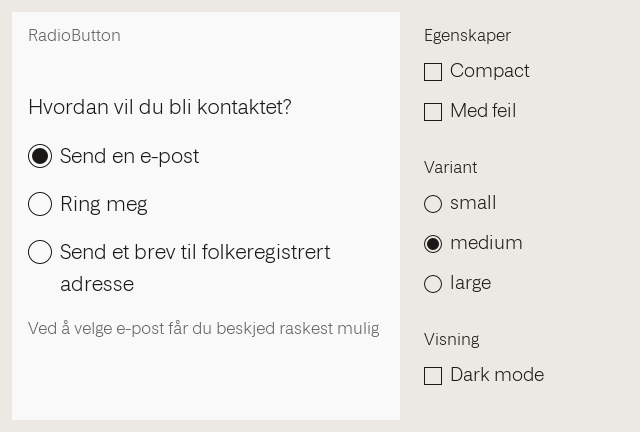 RadioButton
Hvordan vil du bli kontaktet?
Send en e-post
Ring meg
Send et brev til folkeregistrert
adresse
Ved å velge e-post får du beskjed raskest mulig
Egenskaper
Compact
Med feil
Variant
small
medium
large
Visning
Dark mode